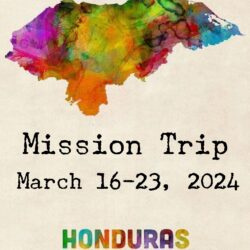 Mission Trip
March 16-23, 2024
HONDURAS